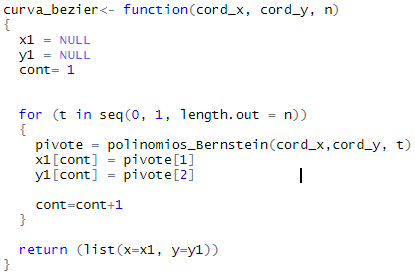 curva_bezier<- function(cord_x, cord_y, n)
{
  x1 = NULL
  y1 = NULL
  cont= 1
  for (t in seq(0, 1, length.out = n))
  {
    pivote = polinomios_Bernstein(cord_x,cord_y, t)
    x1[cont] = pivote[1]
    y1[cont] = pivote[2]
    cont=cont+1
  }
  return (list(x=x1, y=y1))
}